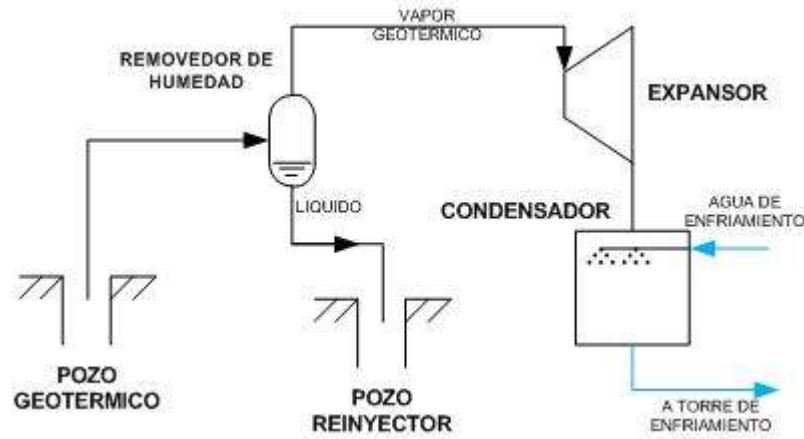 VAPOR
GEOTERMICO
REMOVEDOR DE
HUMEDAD
EXPANSOR
LIQUIDO
CONDENSADOR
AGUA DE
ENFRIAMIENTO
POZO
GEOTERMICO
POZO
REINYECTOR
A TORRE DE
ENFRIAMIENTO